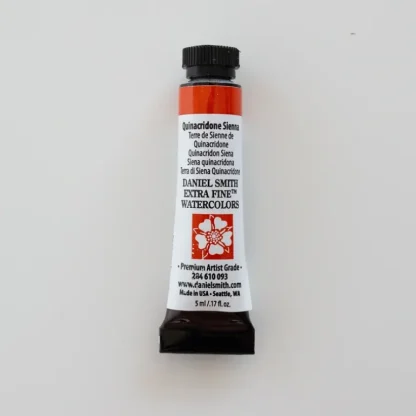 Quinacridone Sienna
Terre de Sienne de
Quinacridone
Quinacridon Siena
Siena quinacridona
Terra di Siena Quinacridone
DANIEL SMITH
EXTRA FINE™
WATERCOLORS
• Premium Artist Grade •
284 610 093
www.danielsmith.com
Made in USA • Seattle, WA
5 ml/.17 fl. oz.